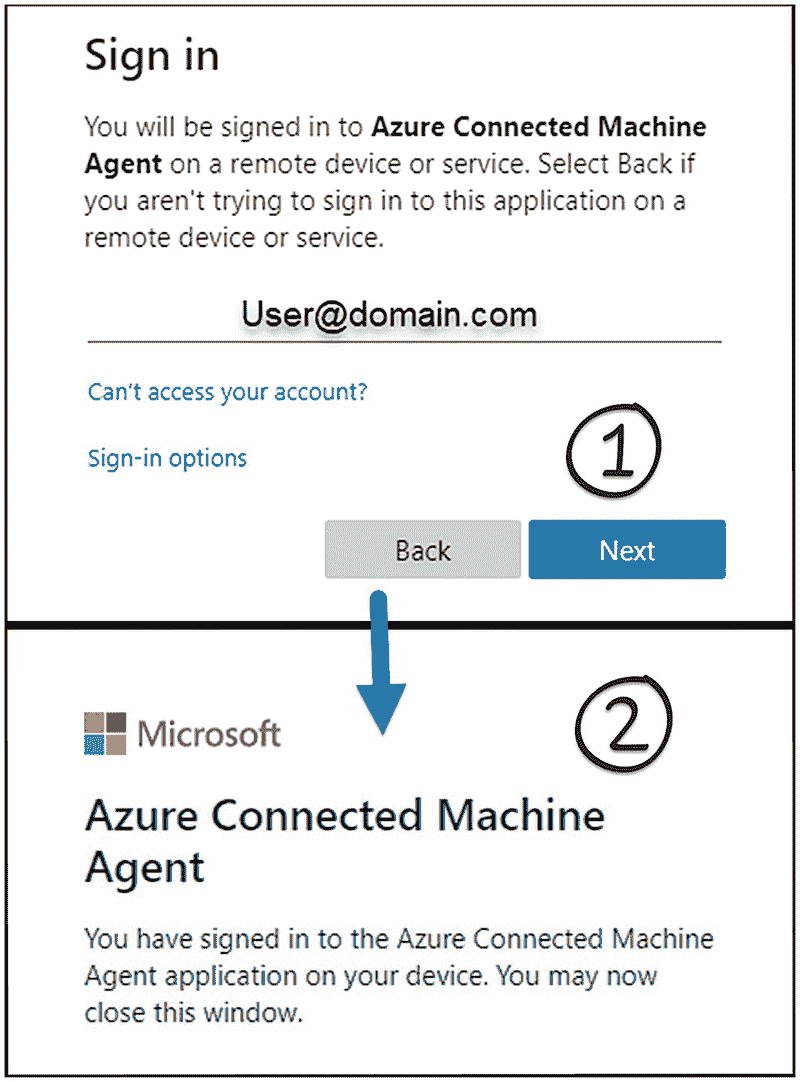 Sign in
You will be signed in to Azure Connected Machine
Agent on a remote device or service. Select Back if
you aren't trying to sign in to this application on a
remote device or service.
User@domain.com
Can't access your account?
Sign-in options
1
Back Next
2
Microsoft
Azure Connected Machine
Agent
You have signed in to the Azure Connected Machine
Agent application on your device. You may now
close this window.